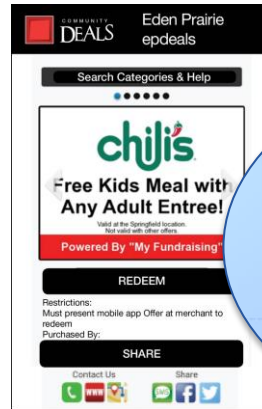 COMMUNITY
DEALS
Eden Prairie
epdeals
Search Categories & Help
chili's
Free Kids Meal with
Any Adult Entree!
Valid at the Springfield location.
Not valid with other offers.
Powered By "My Fundraising"
REDEEM
Restrictions:
Must present mobile app Offer at merchant to
redeem
Purchased By:
SHARE
Contact Us Share
WWW